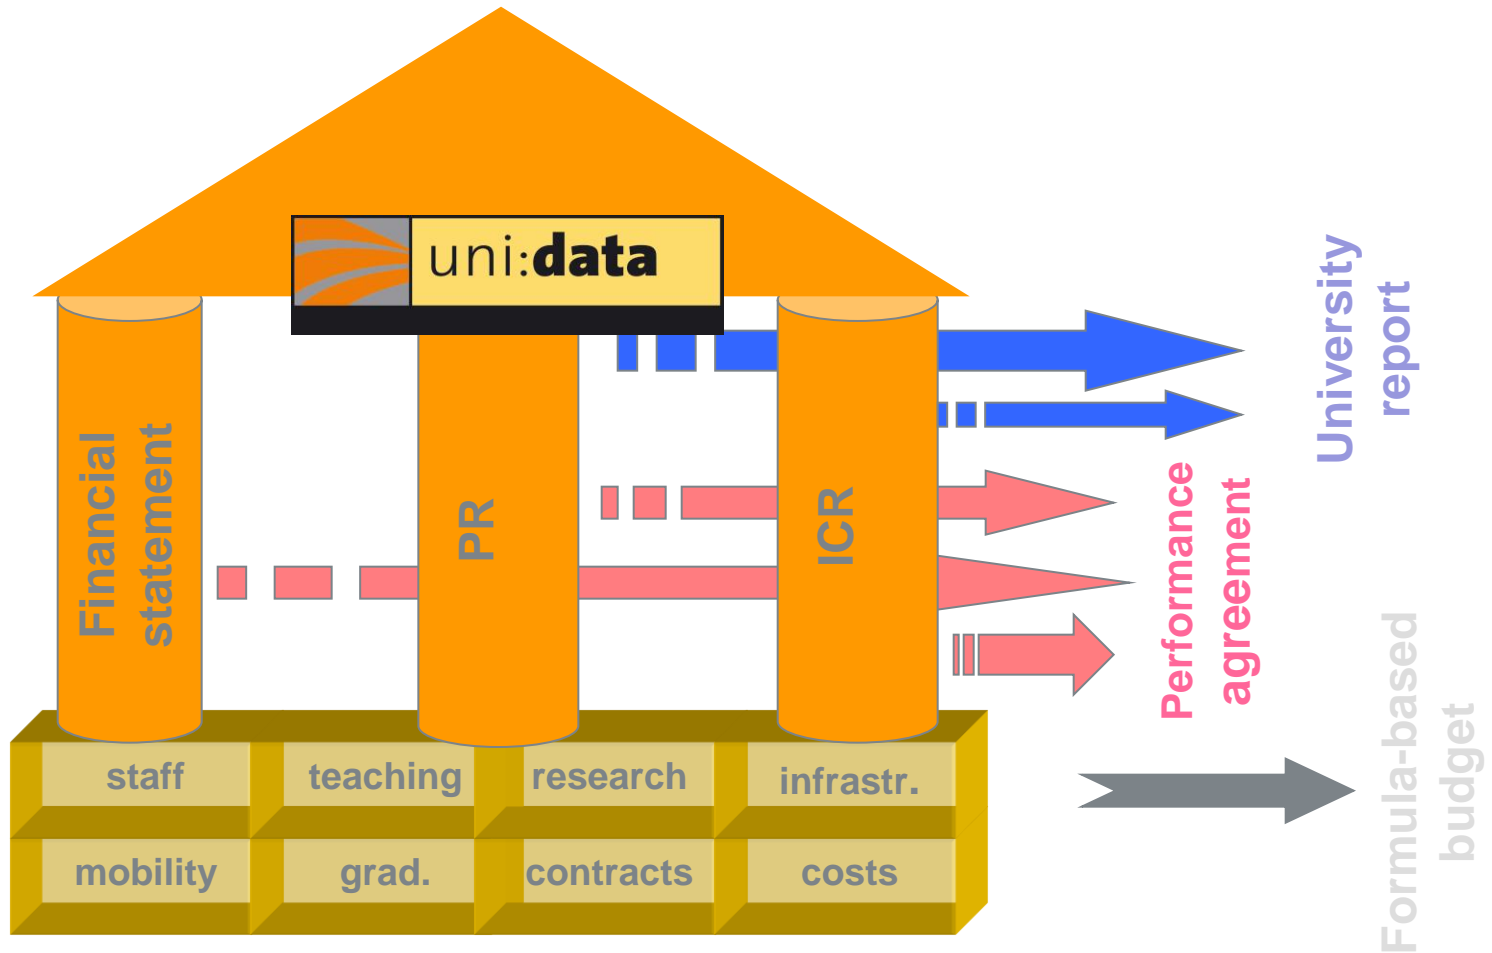 uni:data
Financial
statement
PR
ICR
University
report
Performance
agreement
Formula-based
budget
staff
teaching
research
infrastr.
mobility
grad.
contracts
costs